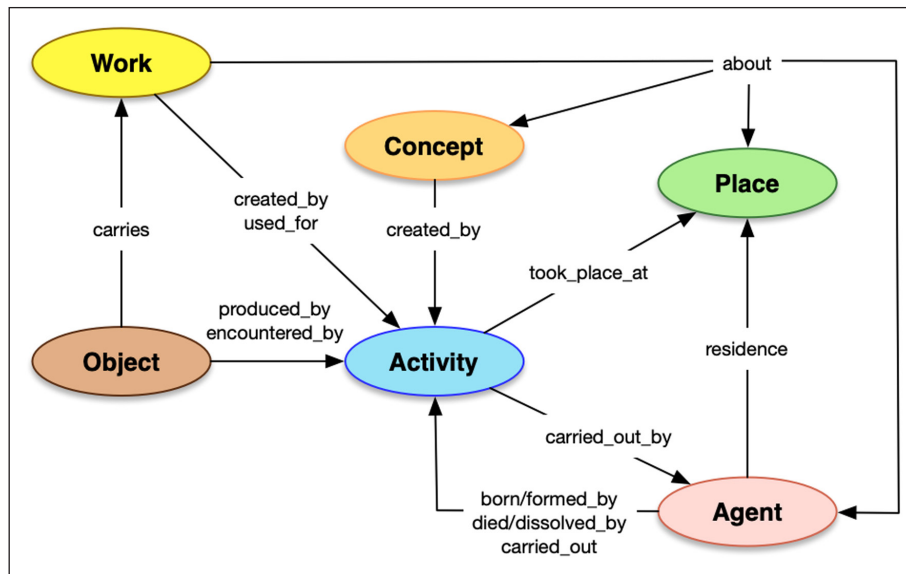 Work
about
Concept
Place
created_by
used_for
carries
created_by
took_place_at
produced_by
encountered_by
Object
Activity
residence
carried_out_by
born/formed_by
died/dissolved_by
carried_out
Agent